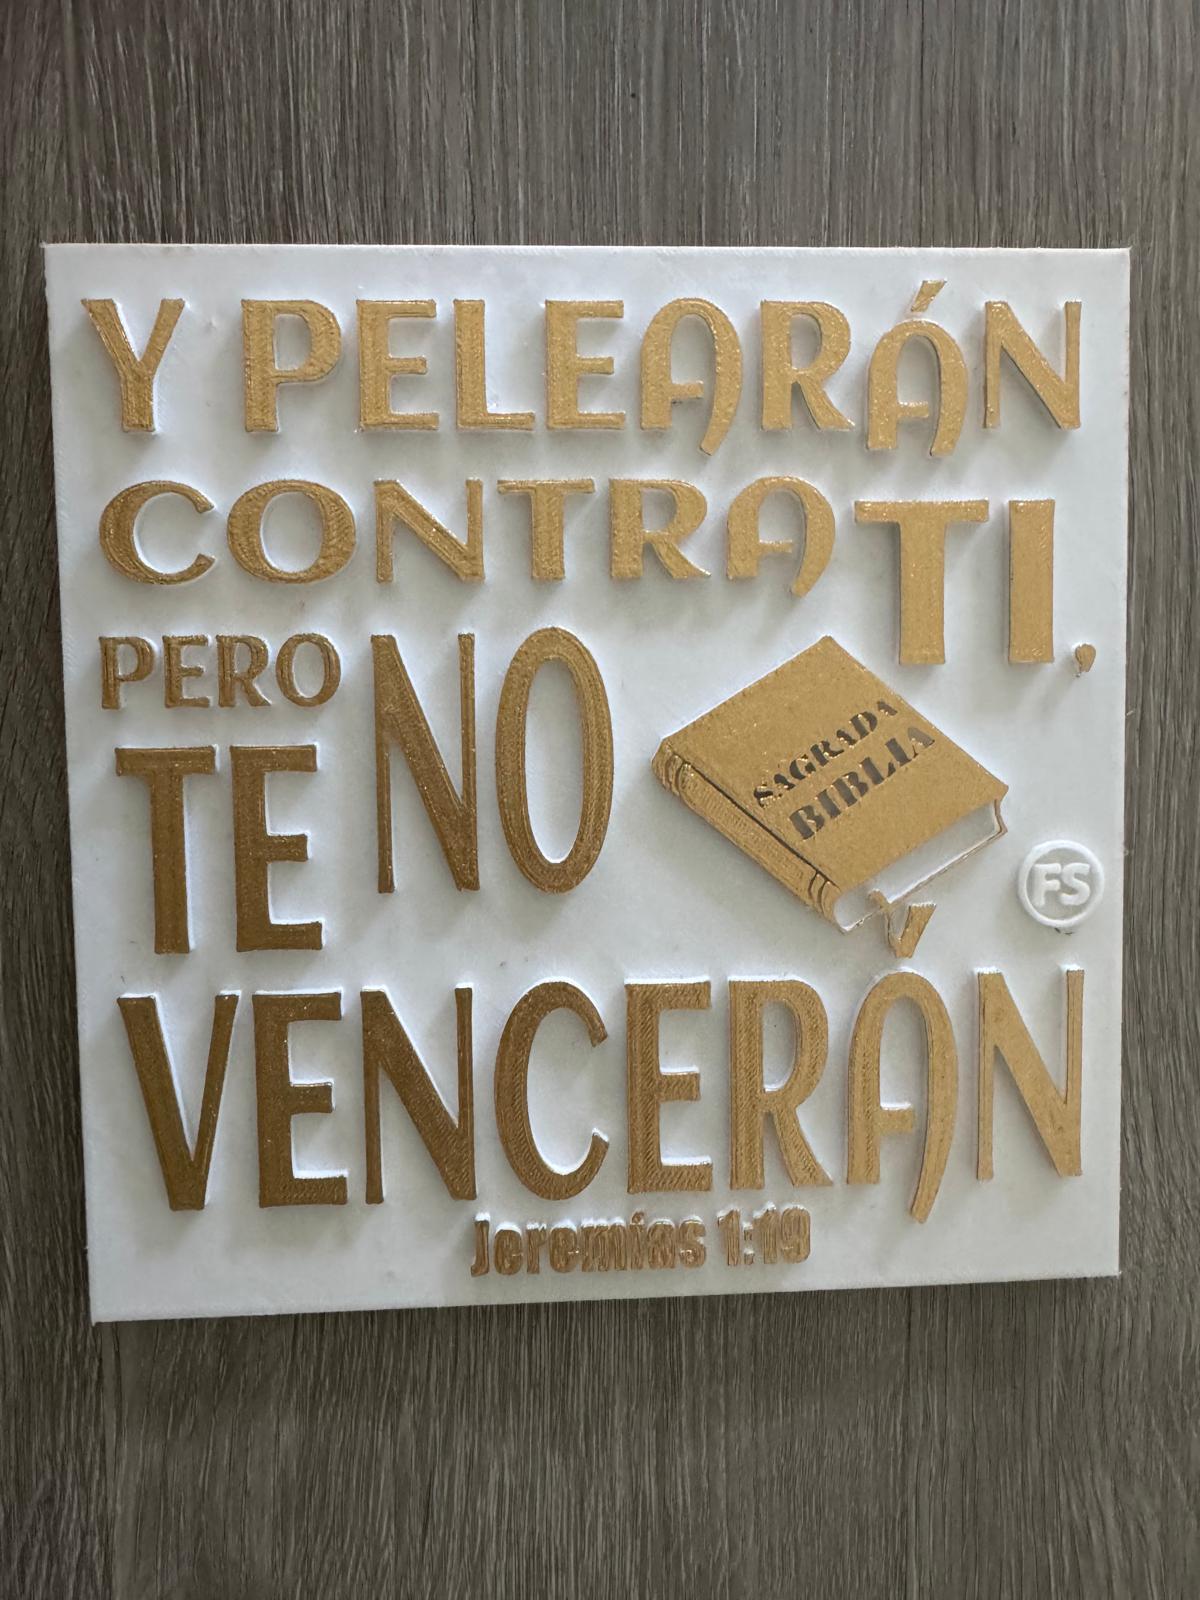 Y PELEARÁN
CONTRA TI,
PERO NO
TE
SAGRADA
BIBLIA
FS
VENCERÁN
Jeremías 1:19